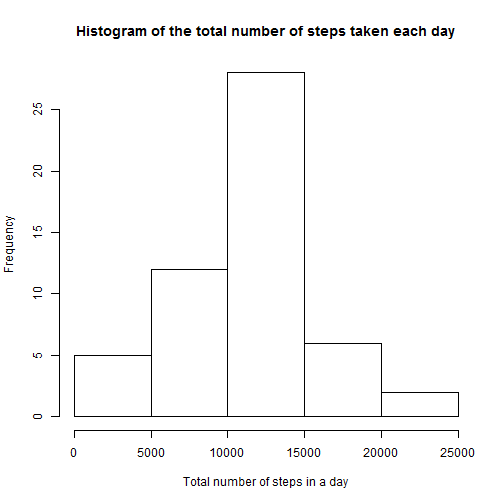 Histogram of the total number of steps taken each day
Frequency
25
20
15
10
5
0
0 5000 10000 15000 20000 25000
Total number of steps in a day